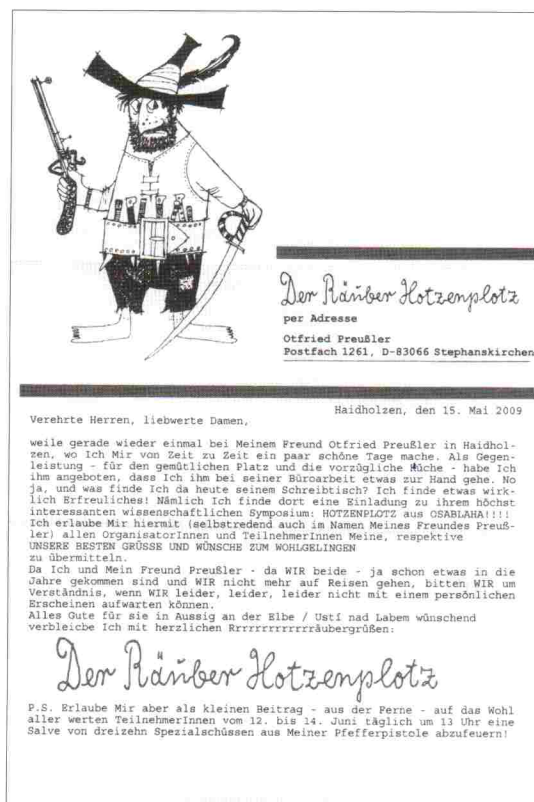 Der Räuber Hotzenplotz
per Adresse
Otfried Preußler
Postfach 1261, D-83066 Stephanskirchen
Haidholzen, den 15. Mai 2009
Verehrte Herren, liebwerte Damen,
weile gerade wieder einmal bei Meinem Freund Otfried Preußler in Haidhol-
zen, wo Ich Mir von Zeit zu Zeit ein paar schöne Tage mache. Als Gegen-
leistung - für den gemütlichen Platz und die vorzügliche Küche - habe Ich
ihm angeboten, dass Ich ihm bei seiner Büroarbeit etwas zur Hand gehe. No
ja, und was finde Ich da heute auf seinem Schreibtisch? Ich finde etwas wirk-
lich Erfreuliches! Nämlich Ich finde dort eine Einladung zu ihrem höchst
interessanten wissenschaftlichen Symposium: HOTZENPLOTZ aus OSABLAHA!!!!
Ich erlaube Mir hiermit (selbstredend auch im Namen Meines Freundes Preuß-
ler) allen OrganisatorInnen und TeilnehmerInnen Meine, respektive
UNSERE BESTEN GRÜSSE UND WÜNSCHE ZUM WOHLGELINGEN
zu übermitteln.
Da Ich und Mein Freund Preußler - da WIR beide - ja schon etwas in die
Jahre gekommen sind und WIR nicht mehr auf Reisen gehen, bitten WIR um
Verständnis, wenn WIR leider, leider, leider nicht mit einem persönlichen
Erscheinen aufwarten können.
Alles Gute für sie in Aussig an der Elbe / Ustí nad Labem wünschend
verbleibe Ich mit herzlichen Rrrrrrrrrrrrräubergrüßen:
Der Räuber Hotzenplotz
P.S. Erlaube Mir aber als kleinen Beitrag - aus der Ferne - auf das Wohl
aller werten TeilnehmerInnen vom 12. bis 14. Juni täglich um 13 Uhr eine
Salve von dreizehn Spezialschüssen aus Meiner Pfefferpistole abzufeuern!